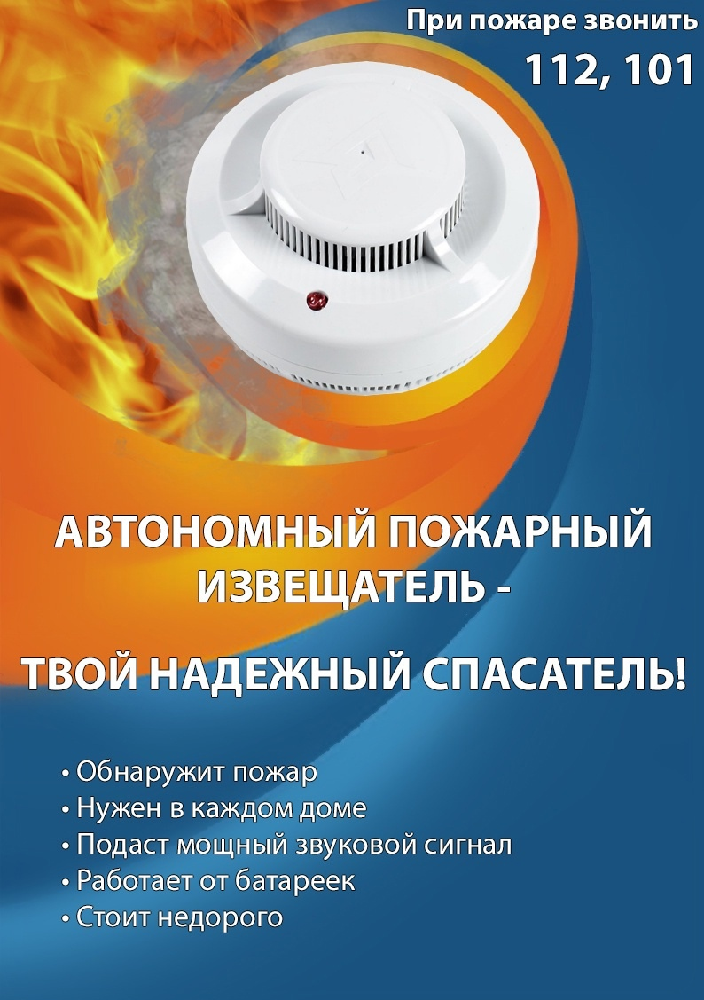 При пожаре звонить
112, 101
АВТОНОМНЫЙ ПОЖАРНЫЙ
ИЗВЕЩАТЕЛЬ -
ТВОЙ НАДЕЖНЫЙ СПАСАТЕЛЬ!
• Обнаружит пожар
• Нужен в каждом доме
• Подаст мощный звуковой сигнал
• Работает от батареек
• Стоит недорого